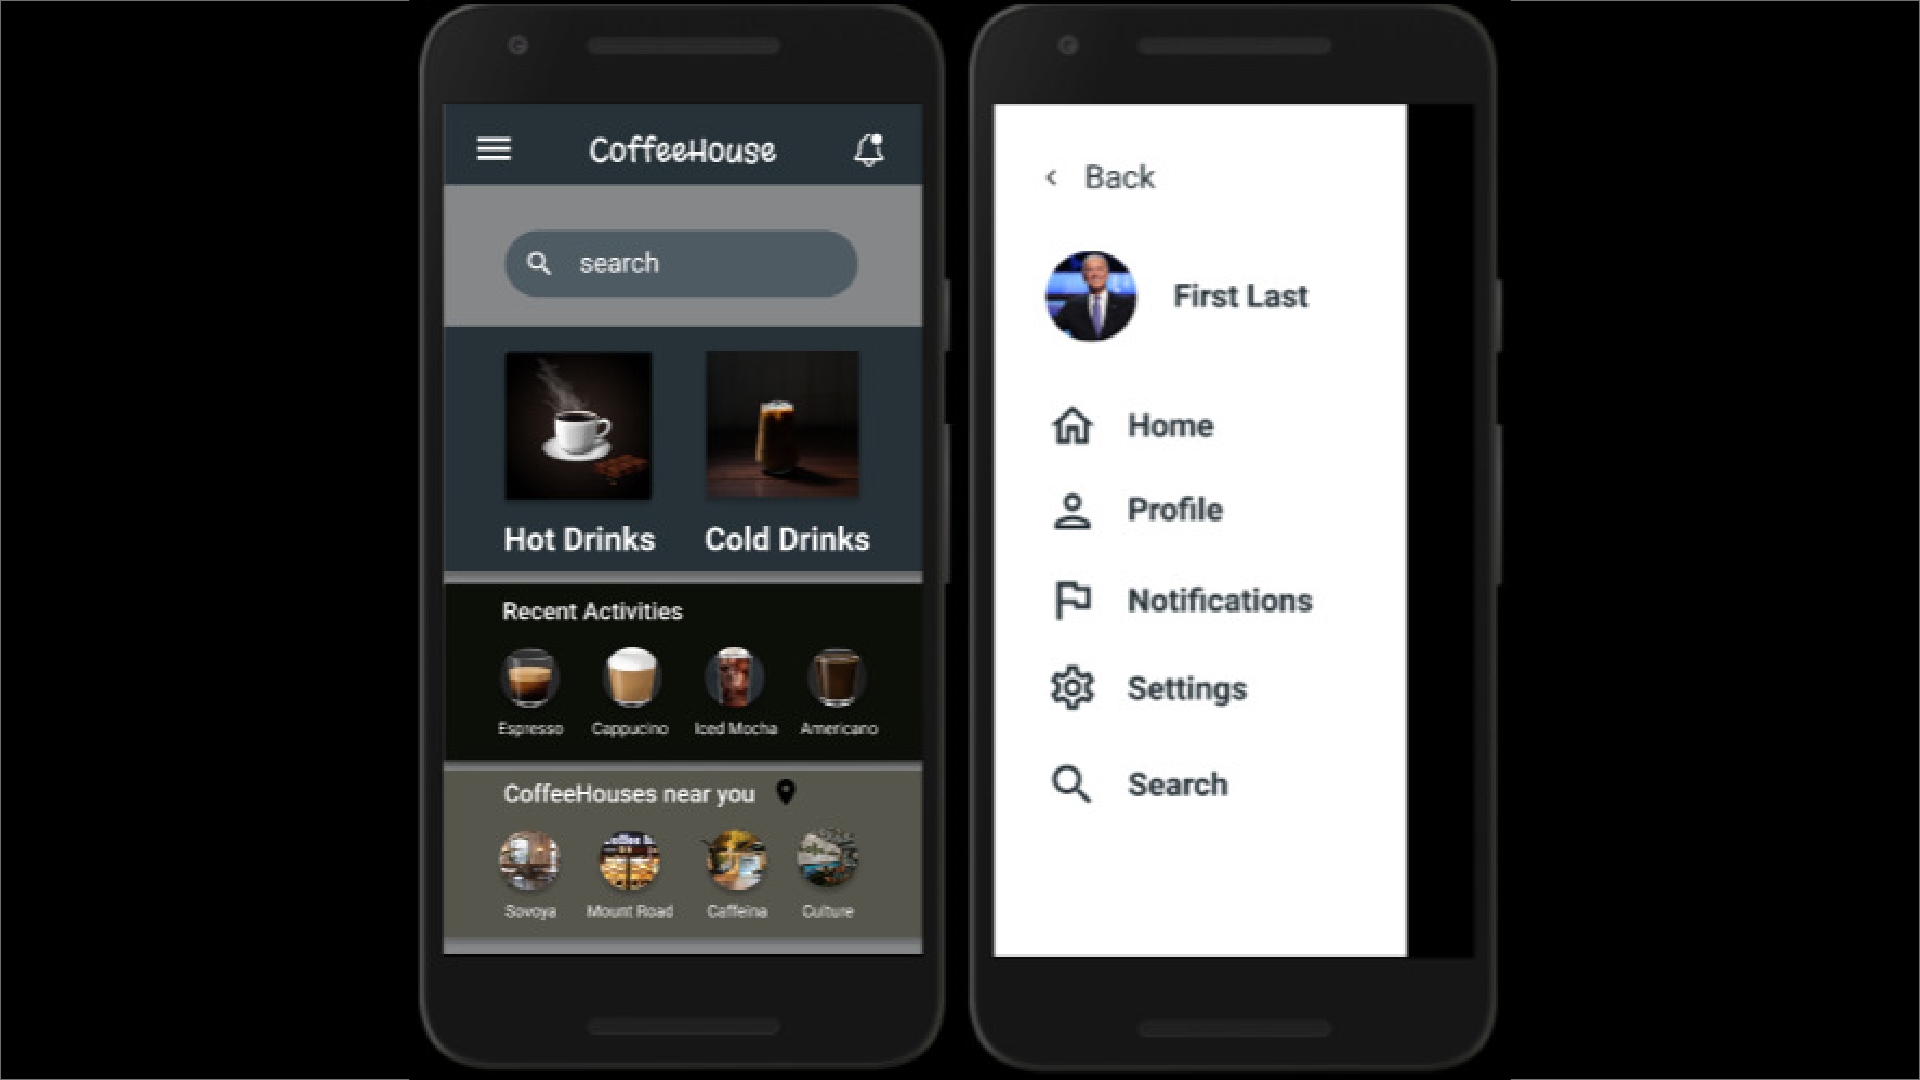 CoffeeHouse
search
Hot Drinks
Cold Drinks
Recent Activities
Espresso
Cappucino
Iced Mocha
Americano
CoffeeHouses near you
Sovoya
Mount Road
Caffeina
Culture
Back
First Last
Home
Profile
Notifications
Settings
Search